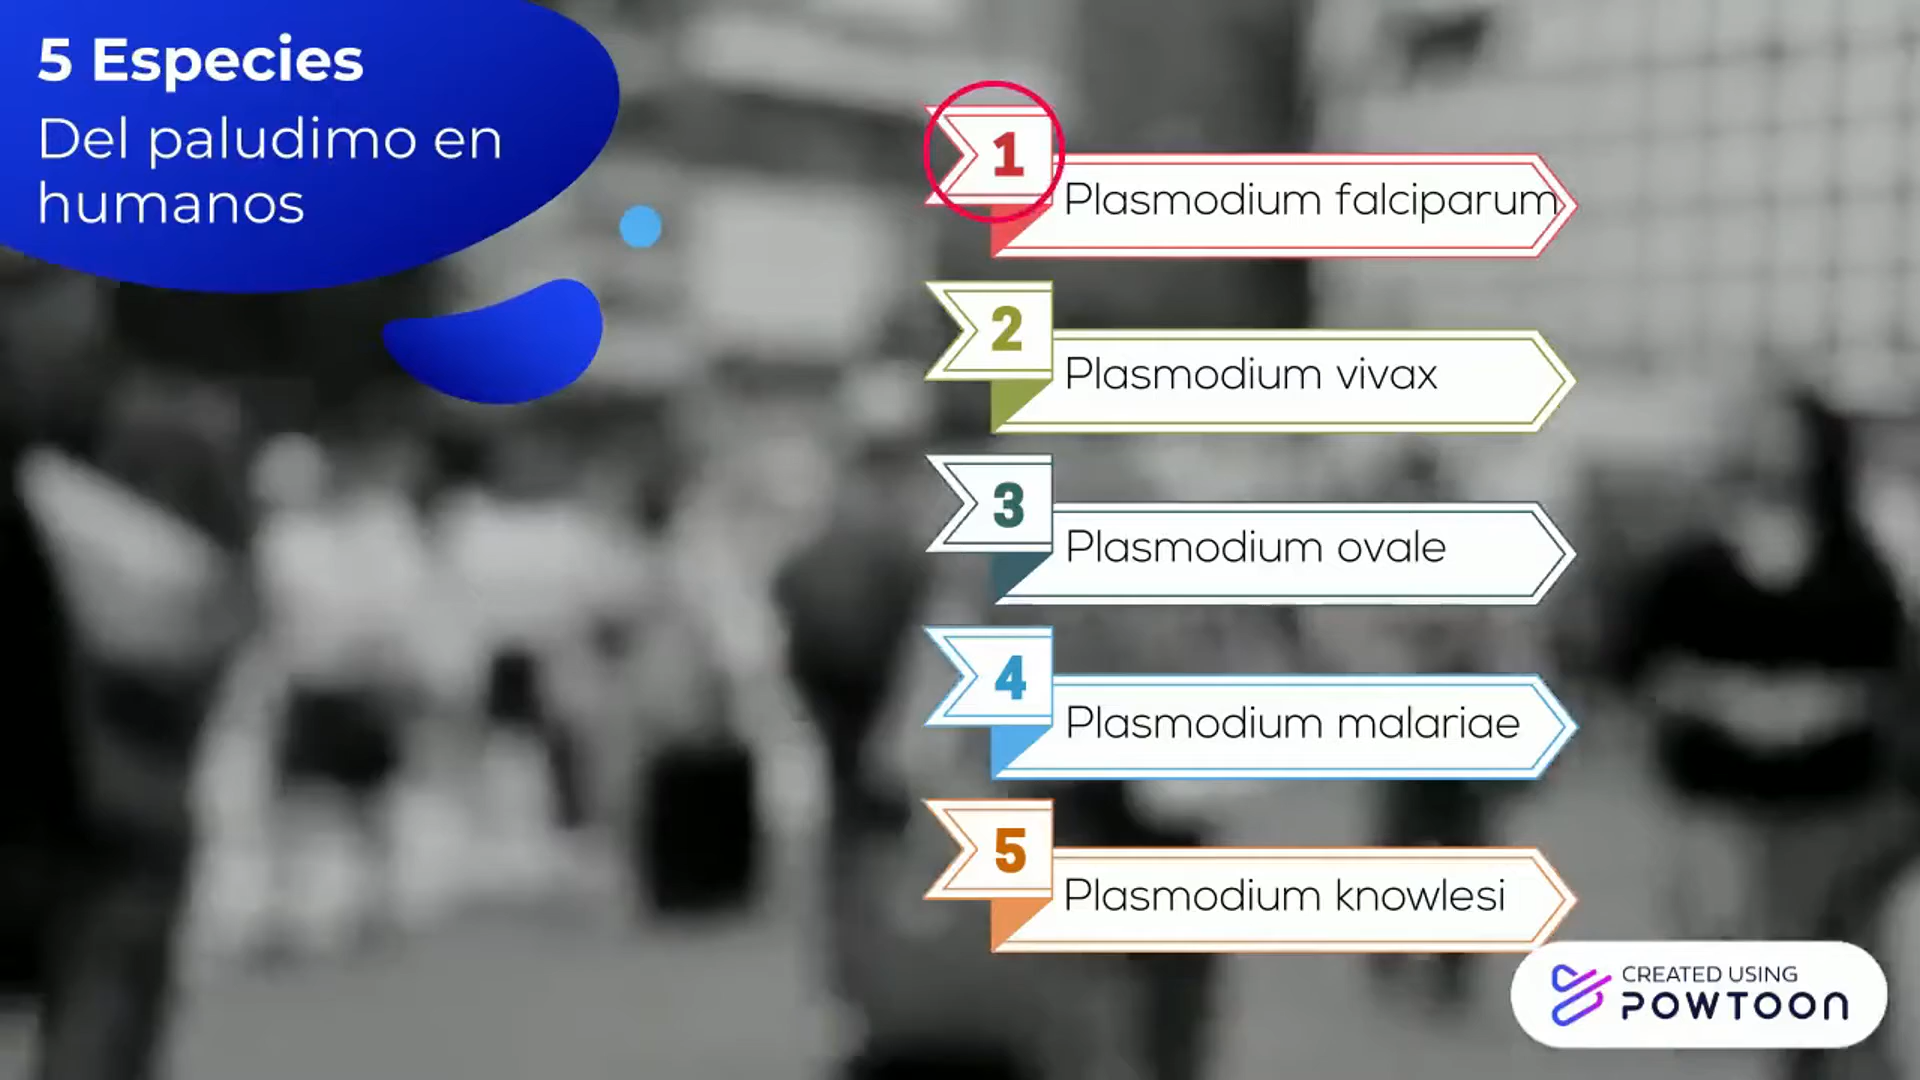 5 Especies
Del paludimo en
humanos
1
Plasmodium falciparum
2
Plasmodium vivax
3
Plasmodium ovale
4
Plasmodium malariae
5
Plasmodium knowlesi
CREATED USING
POWTOON